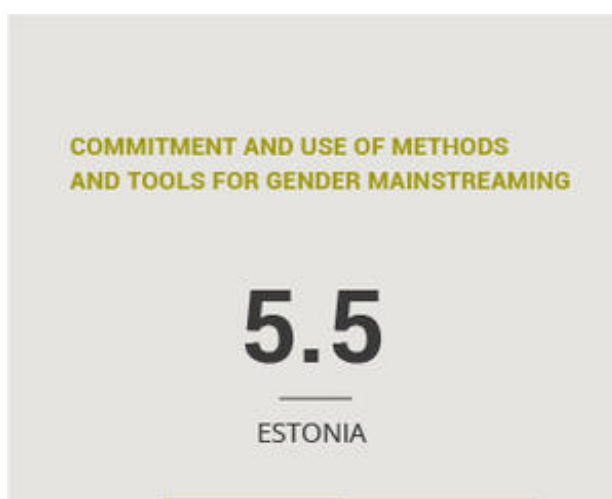 COMMITMENT AND USE OF METHODS
AND TOOLS FOR GENDER MAINSTREAMING
5.5
ESTONIA